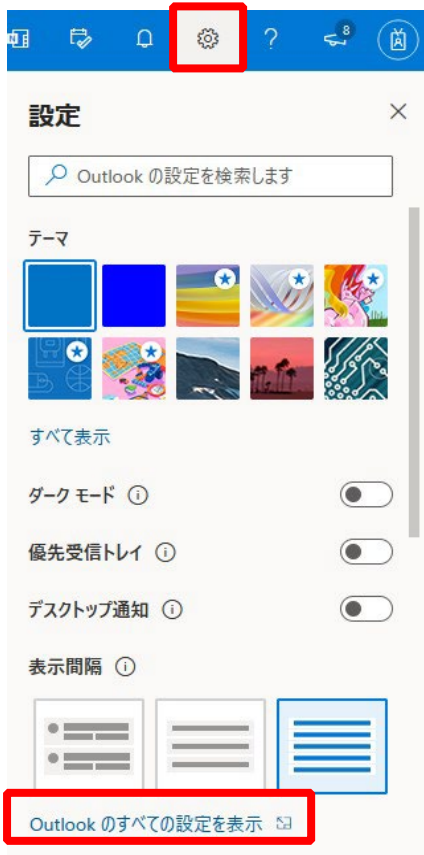 N
?
8
設定
Outlook の設定を検索します
テーマ
すべて表示
ダーク モード
優先受信トレイ
デスクトップ通知
表示間隔
Outlook のすべての設定を表示